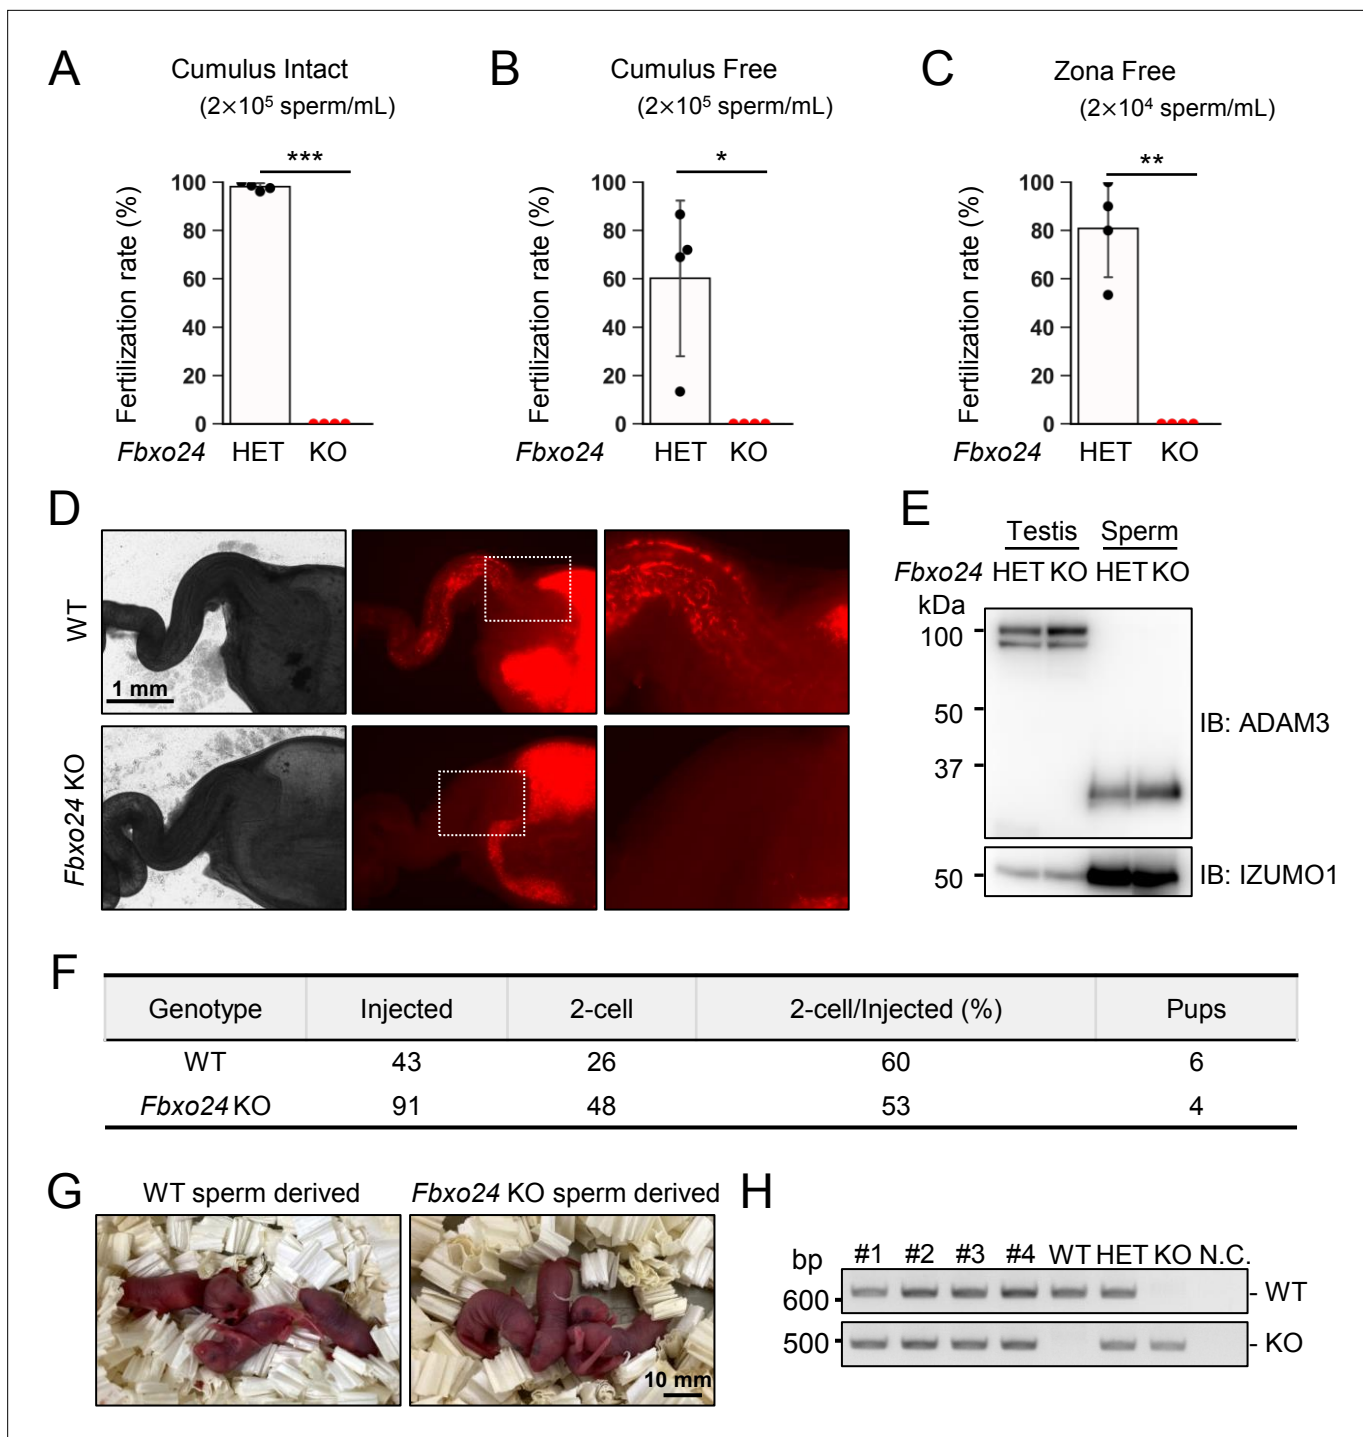 A
Cumulus Intact
(2×10⁵ sperm/mL)
***
Fertilization rate (%)
100
80
60
40
20
0
Fbxo24 HET KO
B
Cumulus Free
(2×10⁵ sperm/mL)
*
Fertilization rate (%)
100
80
60
40
20
0
Fbxo24 HET KO
C
Zona Free
(2×10⁴ sperm/mL)
**
Fertilization rate (%)
100
80
60
40
20
0
Fbxo24 HET KO
D
WT
1 mm
Fbxo24 KO
E
Testis Sperm
Fbxo24 HET KO HET KO
kDa
100
50
37
IB: ADAM3
50
IB: IZUMO1
F
Genotype Injected 2-cell 2-cell/Injected (%) Pups
WT 43 26 60 6
Fbxo24 KO 91 48 53 4
G
WT sperm derived
Fbxo24 KO sperm derived
10 mm
H
bp #1 #2 #3 #4 WT HET KO N.C.
600 - WT
500 - KO